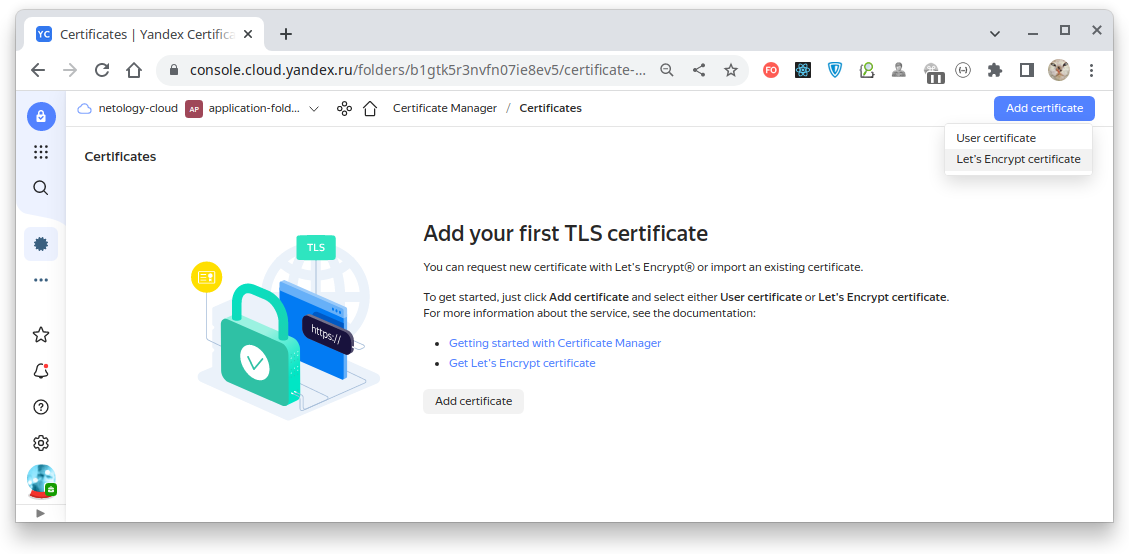 YC Certificates | Yandex Certifica
console.cloud.yandex.ru/folders/b1gtk5r3nvfn07ie8ev5/certificate-...
FO
netology-cloud AP application-fold... Certificate Manager / Certificates Add certificate
User certificate
Let's Encrypt certificate
Certificates
TLS
https://
Add your first TLS certificate
You can request new certificate with Let's Encrypt® or import an existing certificate.
To get started, just click Add certificate and select either User certificate or Let's Encrypt certificate.
For more information about the service, see the documentation:
Getting started with Certificate Manager
Get Let's Encrypt certificate
Add certificate